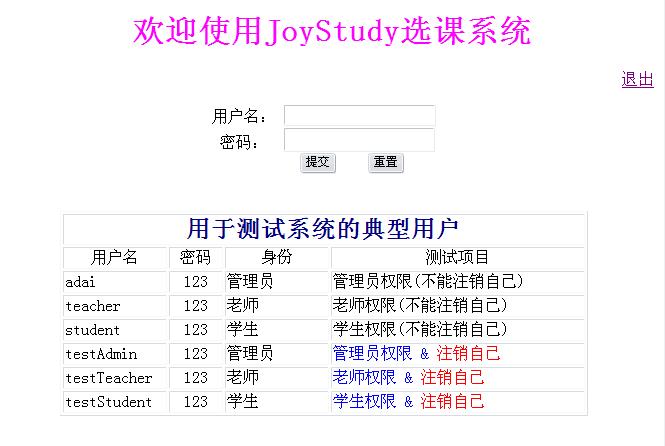 欢迎使用JoyStudy选课系统
退出
用户名：
密码：
提交 重置
用于测试系统的典型用户
用户名 密码 身份 测试项目
adai 123 管理员 管理员权限(不能注销自己)
teacher 123 老师 老师权限(不能注销自己)
student 123 学生 学生权限(不能注销自己)
testAdmin 123 管理员 管理员权限 & 注销自己
testTeacher 123 老师 老师权限 & 注销自己
testStudent 123 学生 学生权限 & 注销自己